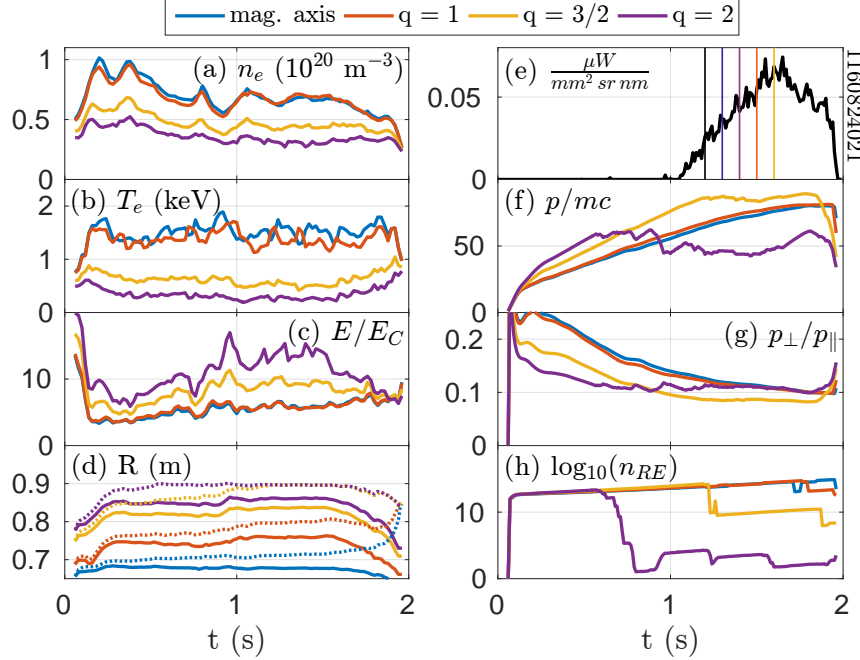 mag. axis q = 1 q = 3/2 q = 2
(a) n_e (10^20 m^−3)
1
0.5
0
(b) T_e (keV)
2
1
0
(c) E/E_C
10
0
(d) R (m)
0.9
0.8
0.7
0 1 2
t (s)
(e) μW / mm^2 sr nm
0.05
0
1160824021
(f) p/mc
50
0
(g) p_⊥/p_∥
0.2
0.1
0
(h) log_10(n_RE)
10
0
0 1 2
t (s)